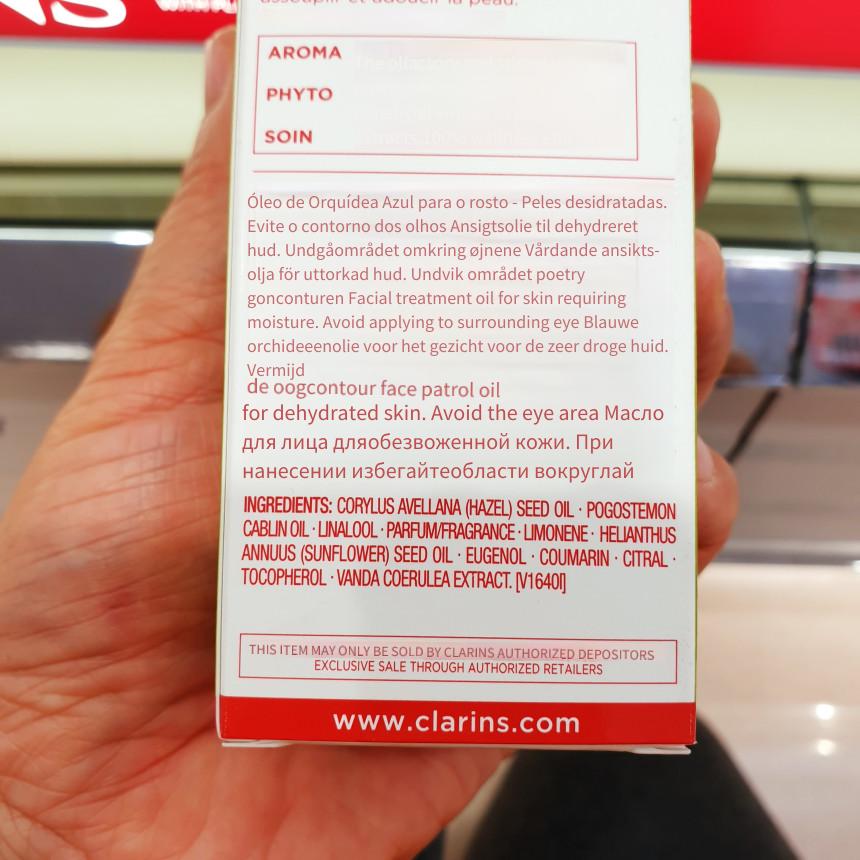 assouplir et adoucir la peau.
AROMA
PHYTO
SOIN
Óleo de Orquídea Azul para o rosto - Peles desidratadas.
Evite o contorno dos olhos Ansigtsolie til dehydreret
hud. Undgåområdet omkring øjnene Vårdande ansikts-
olja för uttorkad hud. Undvik området poetry
gonconturen Facial treatment oil for skin requiring
moisture. Avoid applying to surrounding eye Blauwe
orchideeenolie voor het gezicht voor de zeer droge huid.
Vermijd
de oogcontour face patrol oil
for dehydrated skin. Avoid the eye area Масло
для лица дляобезвоженной кожи. При
нанесении избегайтеобласти вокруглай
INGREDIENTS: CORYLUS AVELLANA (HAZEL) SEED OIL · POGOSTEMON
CABLIN OIL · LINALOOL · PARFUM/FRAGRANCE · LIMONENE · HELIANTHUS
ANNUUS (SUNFLOWER) SEED OIL · EUGENOL · COUMARIN · CITRAL ·
TOCOPHEROL · VANDA COERULEA EXTRACT. [V1640I]
THIS ITEM MAY ONLY BE SOLD BY CLARINS AUTHORIZED DEPOSITORS
EXCLUSIVE SALE THROUGH AUTHORIZED RETAILERS
www.clarins.com